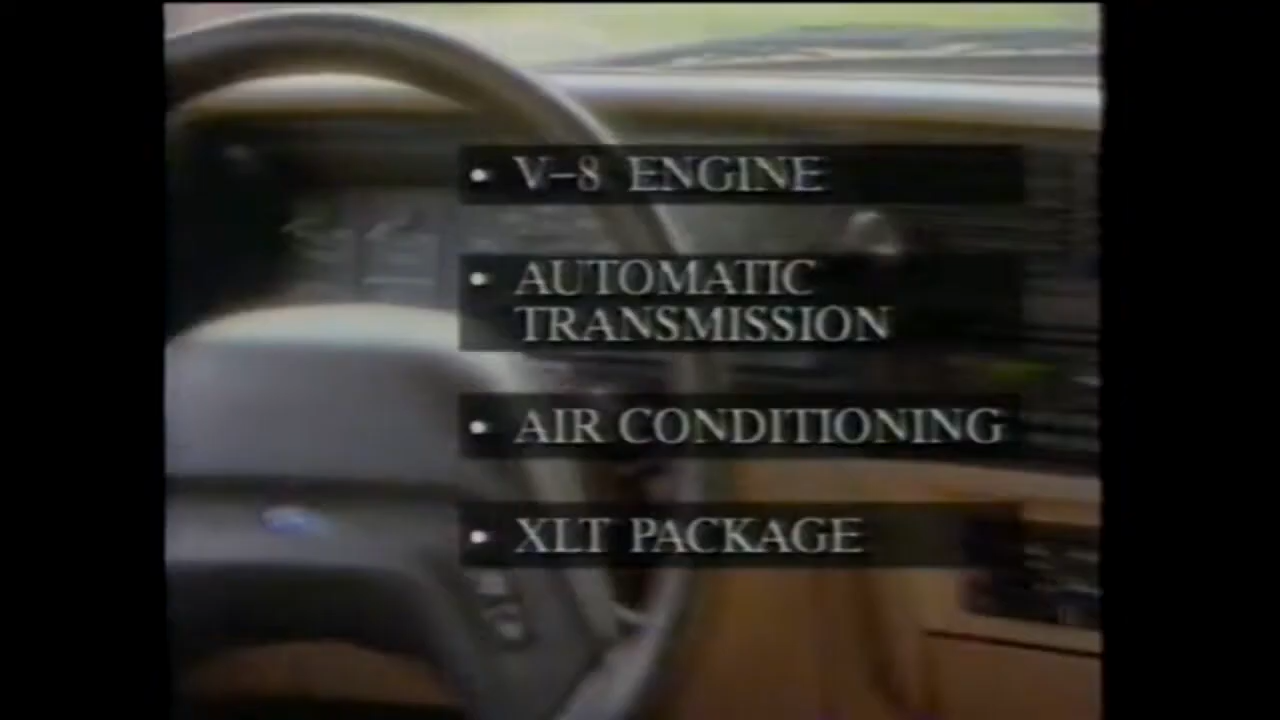 • V-8 ENGINE
• AUTOMATIC
TRANSMISSION
• AIR CONDITIONING
• XLT PACKAGE